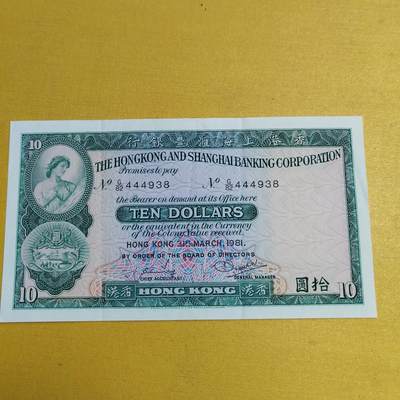 10
行銀豐滙海上港香
THE HONGKONG AND SHANGHAI BANKING CORPORATION
Promises to pay
No 444938 No 444938
the Bearer on demand at its Office here
TEN DOLLARS
or the equivalent in the Currency
of the Colony Value received.
HONG KONG 31ST MARCH, 1981.
BY ORDER OF THE BOARD OF DIRECTORS
CHIEF ACCOUNTANT GENERAL MANAGER
10 港香 HONG KONG 港香 圓拾